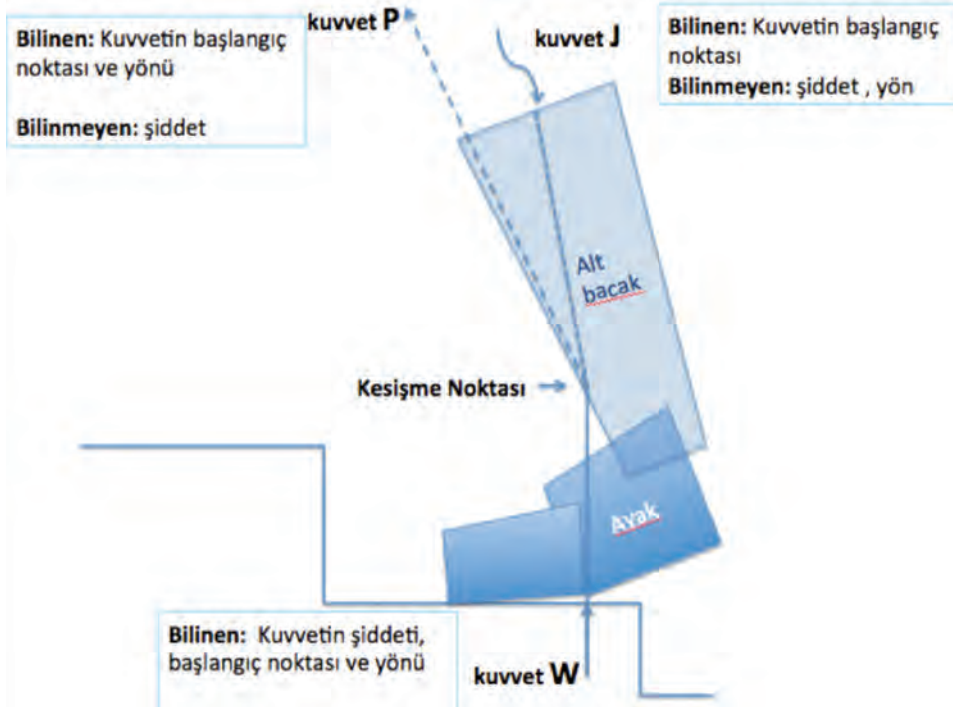 Bilinen: Kuvvetin başlangıç
noktası ve yönü
Bilinmeyen: şiddet
kuvvet P
kuvvet J
Bilinen: Kuvvetin başlangıç
noktası
Bilinmeyen: şiddet , yön
Alt
bacak
Kesişme Noktası
Ayak
Bilinen: Kuvvetin şiddeti,
başlangıç noktası ve yönü
kuvvet W